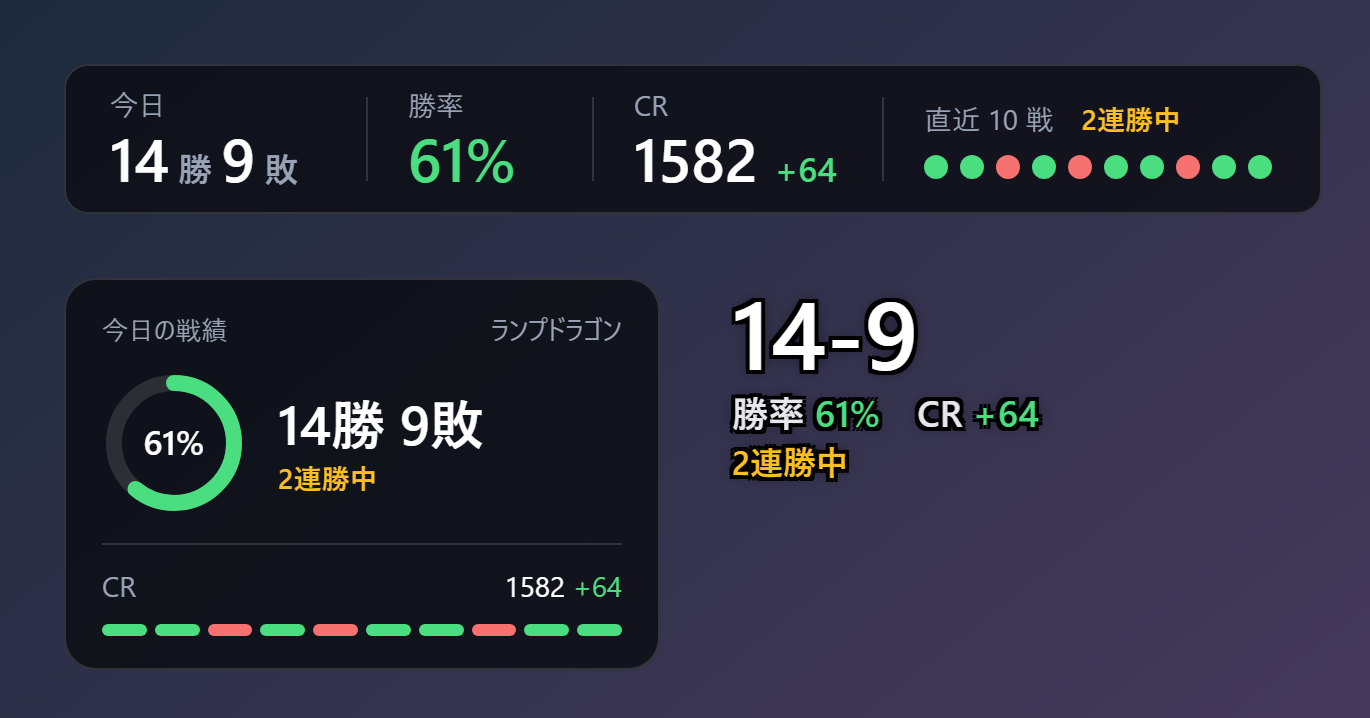 今日
14 勝 9 敗
勝率
61%
CR
1582 +64
直近 10 戦 2連勝中
今日の戦績 ランプドラゴン
61%
14勝 9敗
2連勝中
CR 1582 +64
14-9
勝率 61% CR +64
2連勝中